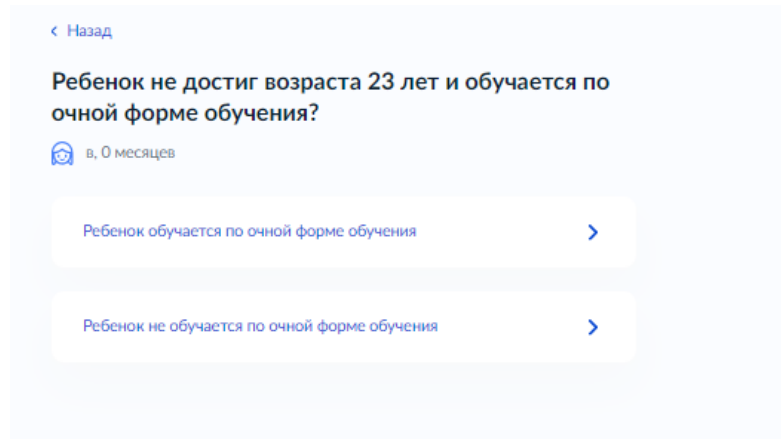 Назад
Ребенок не достиг возраста 23 лет и обучается по
очной форме обучения?
в, 0 месяцев
Ребенок обучается по очной форме обучения
Ребенок не обучается по очной форме обучения